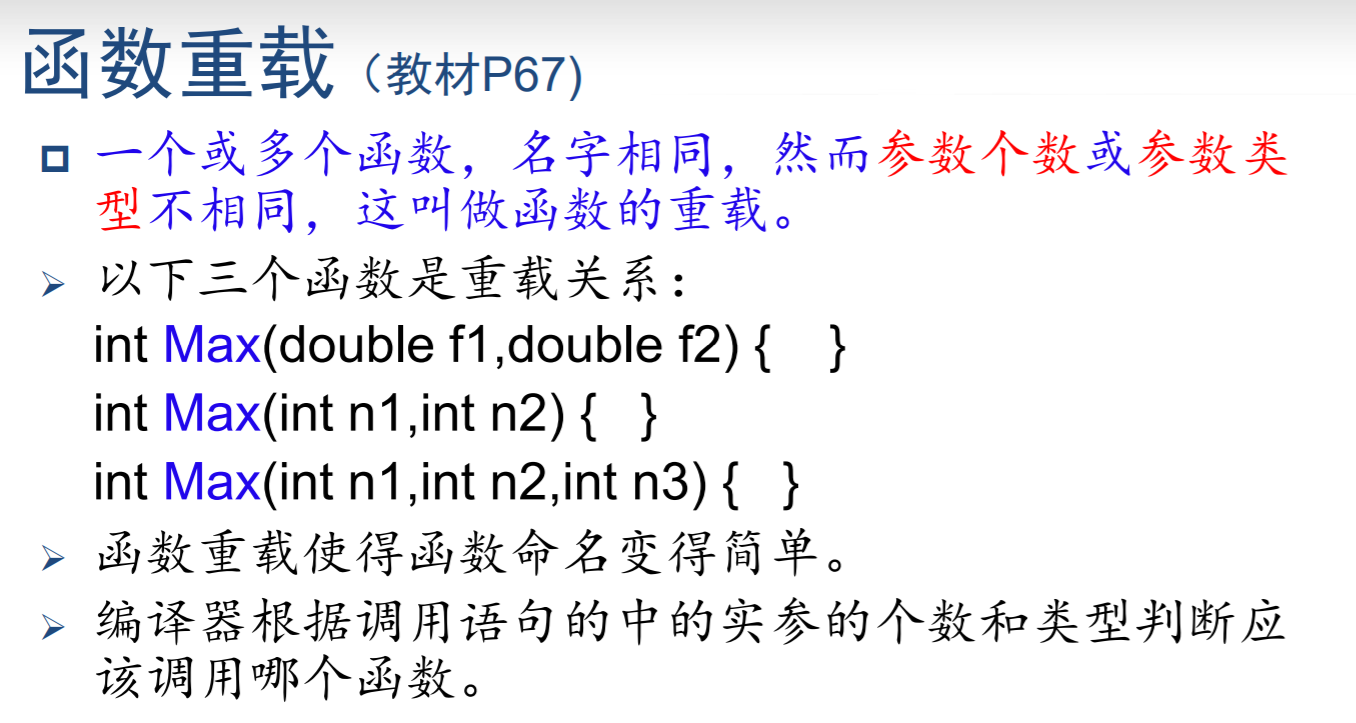 函数重载（教材P67)
一个或多个函数，名字相同，然而参数个数或参数类
型不相同，这叫做函数的重载。
以下三个函数是重载关系：
int Max(double f1,double f2) { }
int Max(int n1,int n2) { }
int Max(int n1,int n2,int n3) { }
函数重载使得函数命名变得简单。
编译器根据调用语句的中的实参的个数和类型判断应
该调用哪个函数。